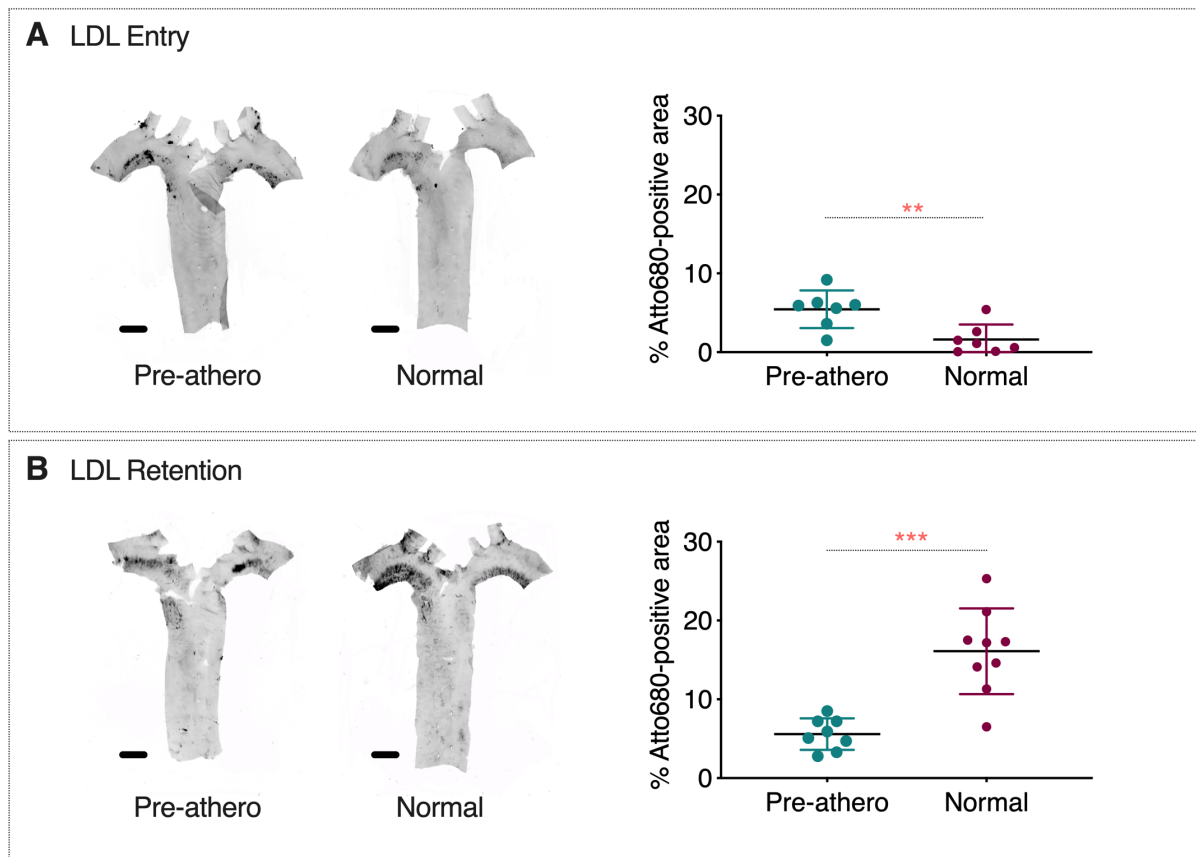 A LDL Entry
Pre-athero
Normal
% Atto680-positive area
30
20
10
0
**
Pre-athero
Normal
B LDL Retention
Pre-athero
Normal
% Atto680-positive area
30
20
10
0
***
Pre-athero
Normal